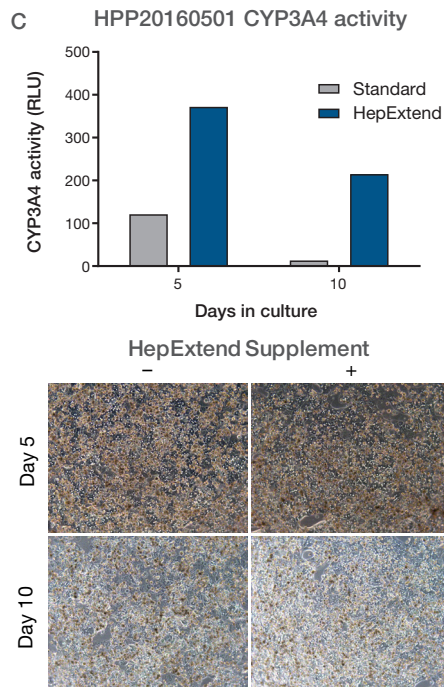 C
HPP20160501 CYP3A4 activity
CYP3A4 activity (RLU)
500
400
300
200
100
0
Standard
HepExtend
5
10
Days in culture
HepExtend Supplement
– +
Day 5
Day 10